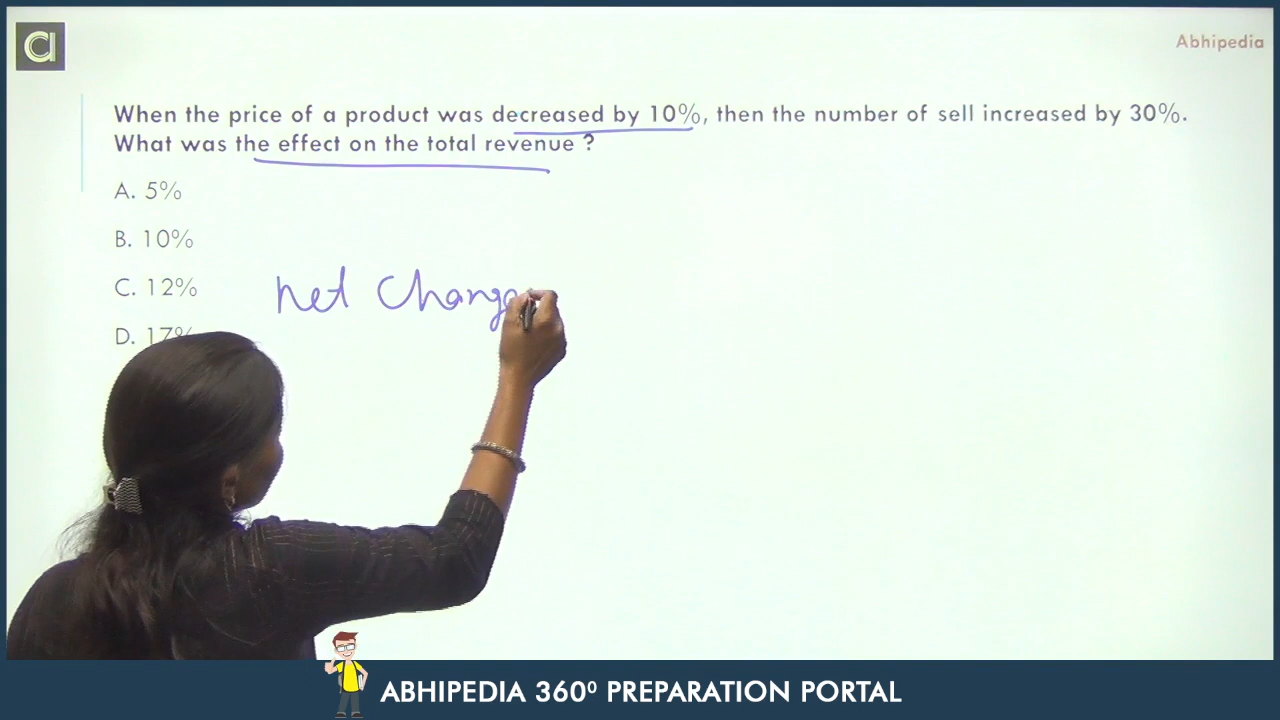 Abhipedia
When the price of a product was decreased by 10%, then the number of sell increased by 30%.
What was the effect on the total revenue ?
A. 5%
B. 10%
C. 12%
D. 17%
net Change
ABHIPEDIA 360⁰ PREPARATION PORTAL